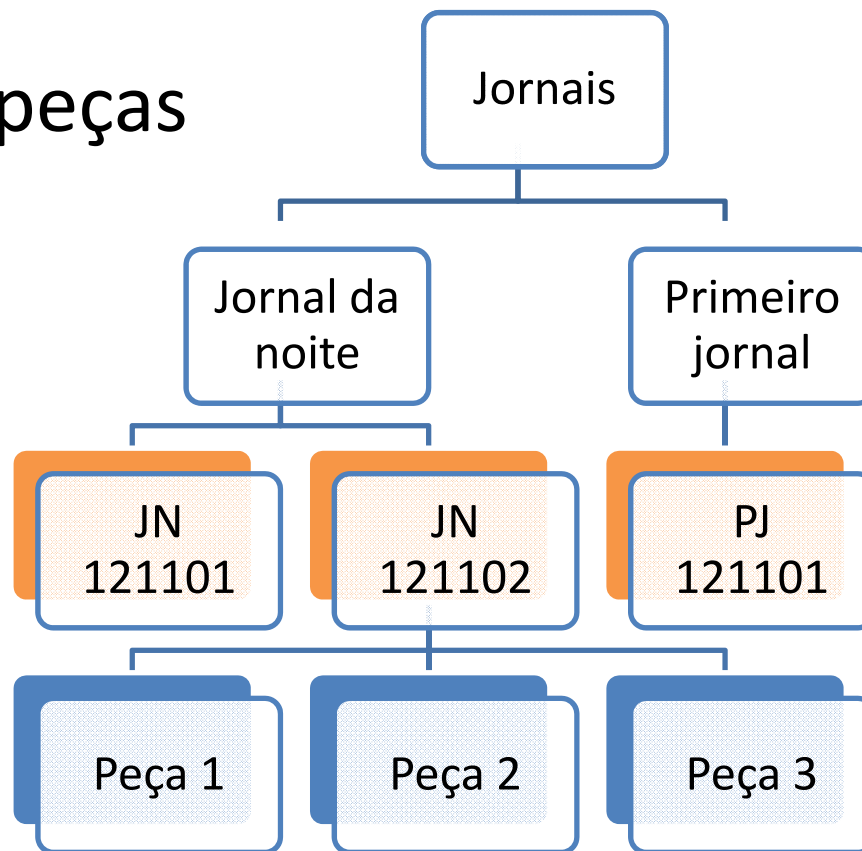 peças
Jornais
Jornal da
noite
Primeiro
jornal
JN
121101
JN
121102
PJ
121101
Peça 1
Peça 2
Peça 3